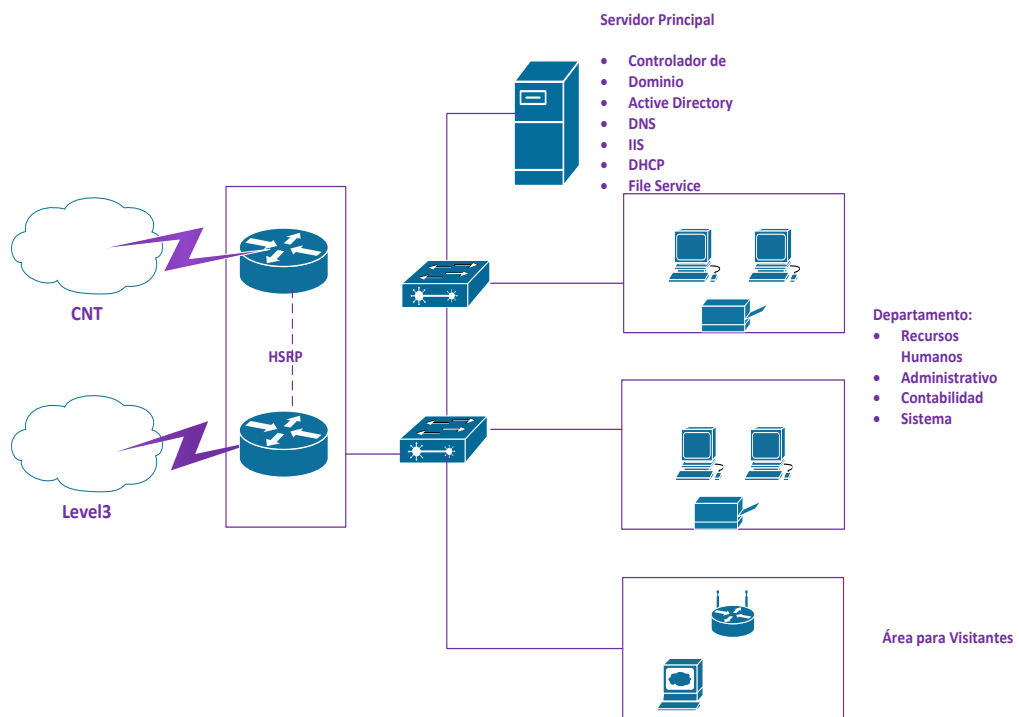 Servidor Principal
• Controlador de
• Dominio
• Active Directory
• DNS
• IIS
• DHCP
• File Service
CNT
HSRP
Level3
Departamento:
• Recursos
Humanos
• Administrativo
• Contabilidad
• Sistema
Área para Visitantes